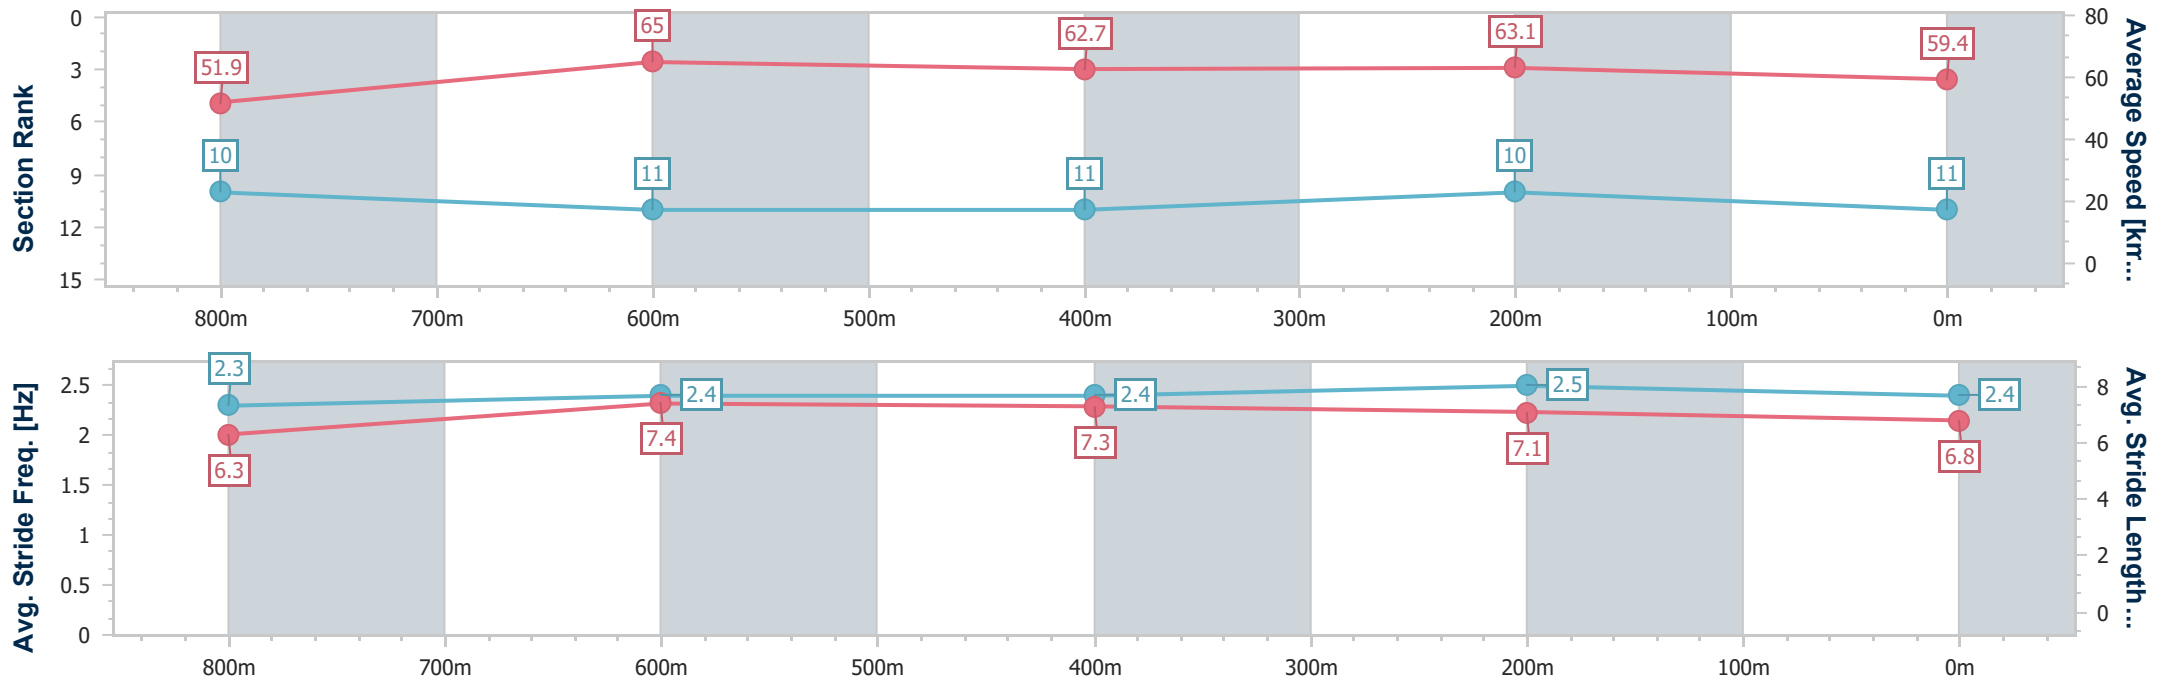 Section Rank
0
3
6
9
12
15
51.9
65
62.7
63.1
59.4
10
11
11
10
11
80
60
40
20
0
Average Speed [km...
800m
700m
600m
500m
400m
300m
200m
100m
0m
Avg. Stride Freq. [Hz]
2.5
2
1.5
1
0.5
0
2.3
2.4
2.4
2.5
2.4
6.3
7.4
7.3
7.1
6.8
8
6
4
2
0
Avg. Stride Length ...
800m
700m
600m
500m
400m
300m
200m
100m
0m